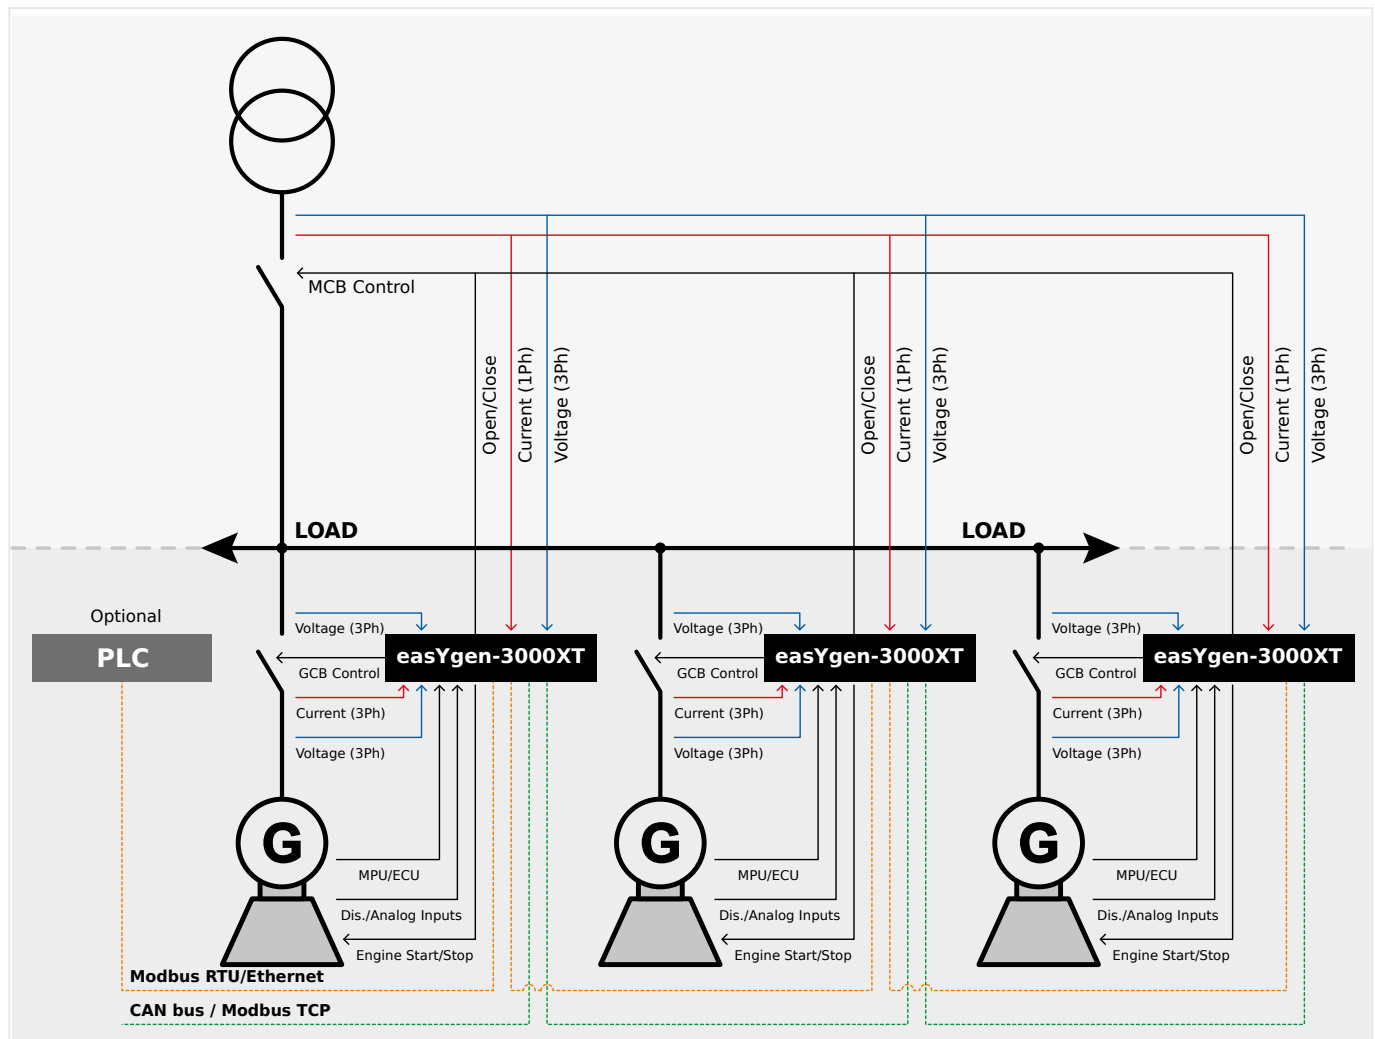 MCB Control
Open/Close
Current (1Ph)
Voltage (3Ph)
Open/Close
Current (1Ph)
Voltage (3Ph)
Open/Close
Current (1Ph)
Voltage (3Ph)
LOAD
LOAD
Optional
PLC
Voltage (3Ph)
easYgen-3000XT
GCB Control
Current (3Ph)
Voltage (3Ph)
G
MPU/ECU
Dis./Analog Inputs
Engine Start/Stop
Voltage (3Ph)
easYgen-3000XT
GCB Control
Current (3Ph)
Voltage (3Ph)
G
MPU/ECU
Dis./Analog Inputs
Engine Start/Stop
Voltage (3Ph)
easYgen-3000XT
GCB Control
Current (3Ph)
Voltage (3Ph)
G
MPU/ECU
Dis./Analog Inputs
Engine Start/Stop
Modbus RTU/Ethernet
CAN bus / Modbus TCP